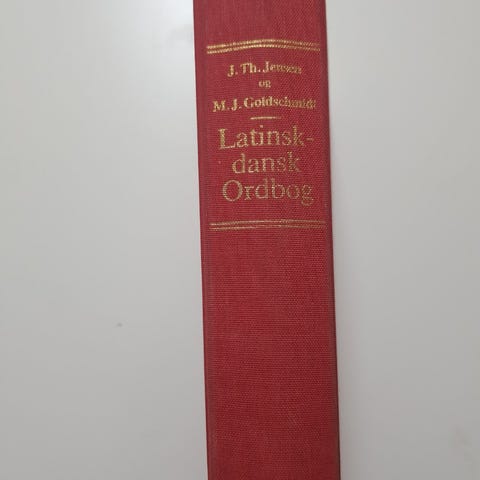 J. Th. Jensen
og
M. J. Goldschmidt
Latinsk-
dansk
Ordbog